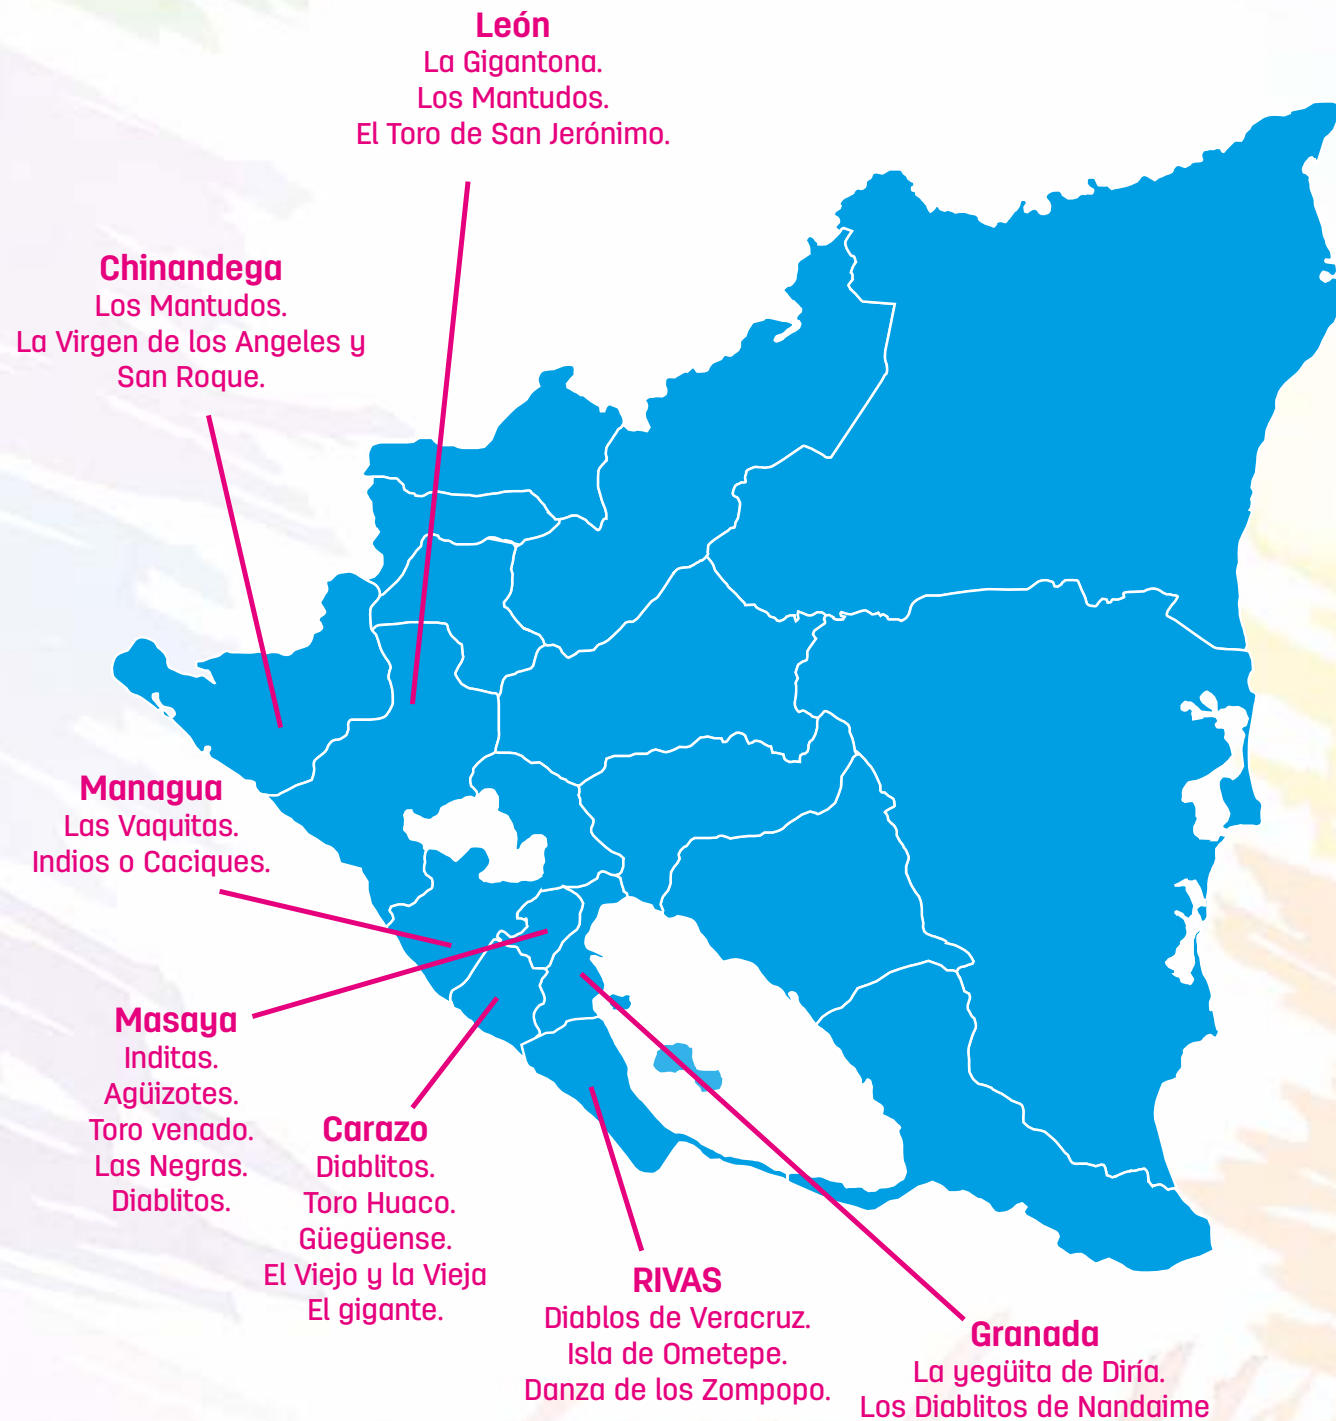 León
La Gigantona.
Los Mantudos.
El Toro de San Jerónimo.
Chinandega
Los Mantudos.
La Virgen de los Angeles y
San Roque.
Managua
Las Vaquitas.
Indios o Caciques.
Masaya
Inditas.
Agüizotes.
Toro venado.
Las Negras.
Diablitos.
Carazo
Diablitos.
Toro Huaco.
Güegüense.
El Viejo y la Vieja
El gigante.
RIVAS
Diablos de Veracruz.
Isla de Ometepe.
Danza de los Zompopo.
Granada
La yegüita de Diría.
Los Diablitos de Nandaime